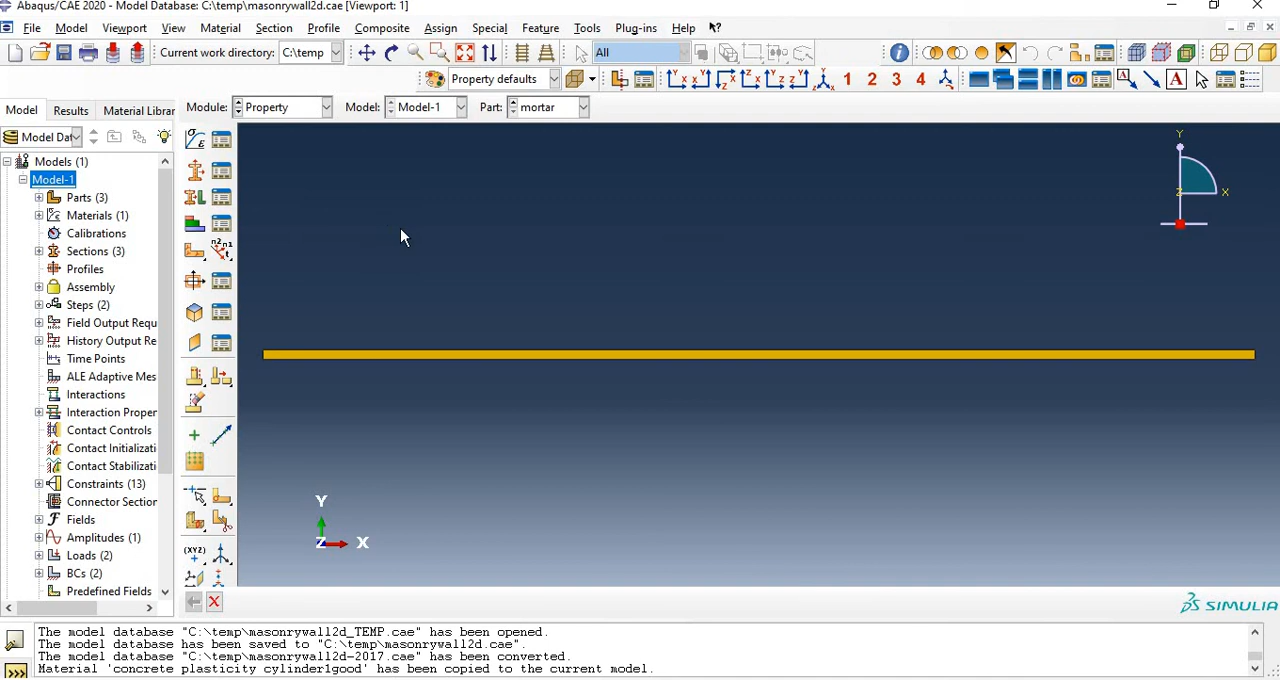 Abaqus/CAE 2020 - Model Database: C:\temp\masonrywall2d.cae [Viewport: 1]
File Model Viewport View Material Section Profile Composite Assign Special Feature Tools Plug-ins Help
Current work directory: C:\temp All
Property defaults 1 2 3 4 A A
Model Results Material Librar Module: Property Model: Model-1 Part: mortar
Model Dat
Models (1)
Model-1
Parts (3)
Materials (1)
Calibrations
Sections (3)
Profiles
Assembly
Steps (2)
Field Output Requ
History Output Re
Time Points
ALE Adaptive Mes
Interactions
Interaction Proper
Contact Controls
Contact Initializati
Contact Stabilizati
Constraints (13)
Connector Section
Fields
Amplitudes (1)
Loads (2)
BCs (2)
Predefined Fields
Y
X
Z
Y
Z X
(XYZ)
SIMULIA
The model database "C:\temp\masonrywall2d_TEMP.cae" has been opened.
The model database has been saved to "C:\temp\masonrywall2d.cae".
The model database "C:\temp\masonrywall2d-2017.cae" has been converted.
Material 'concrete plasticity cylinder1good' has been copied to the current model.